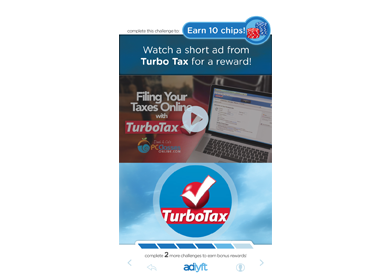 complete this challenge to
Earn 10 chips!
Watch a short ad from
Turbo Tax for a reward!
Filing Your
Taxes Online
with
TurboTax
TurboTax
complete 2 more challenges to earn bonus rewards
adlyft